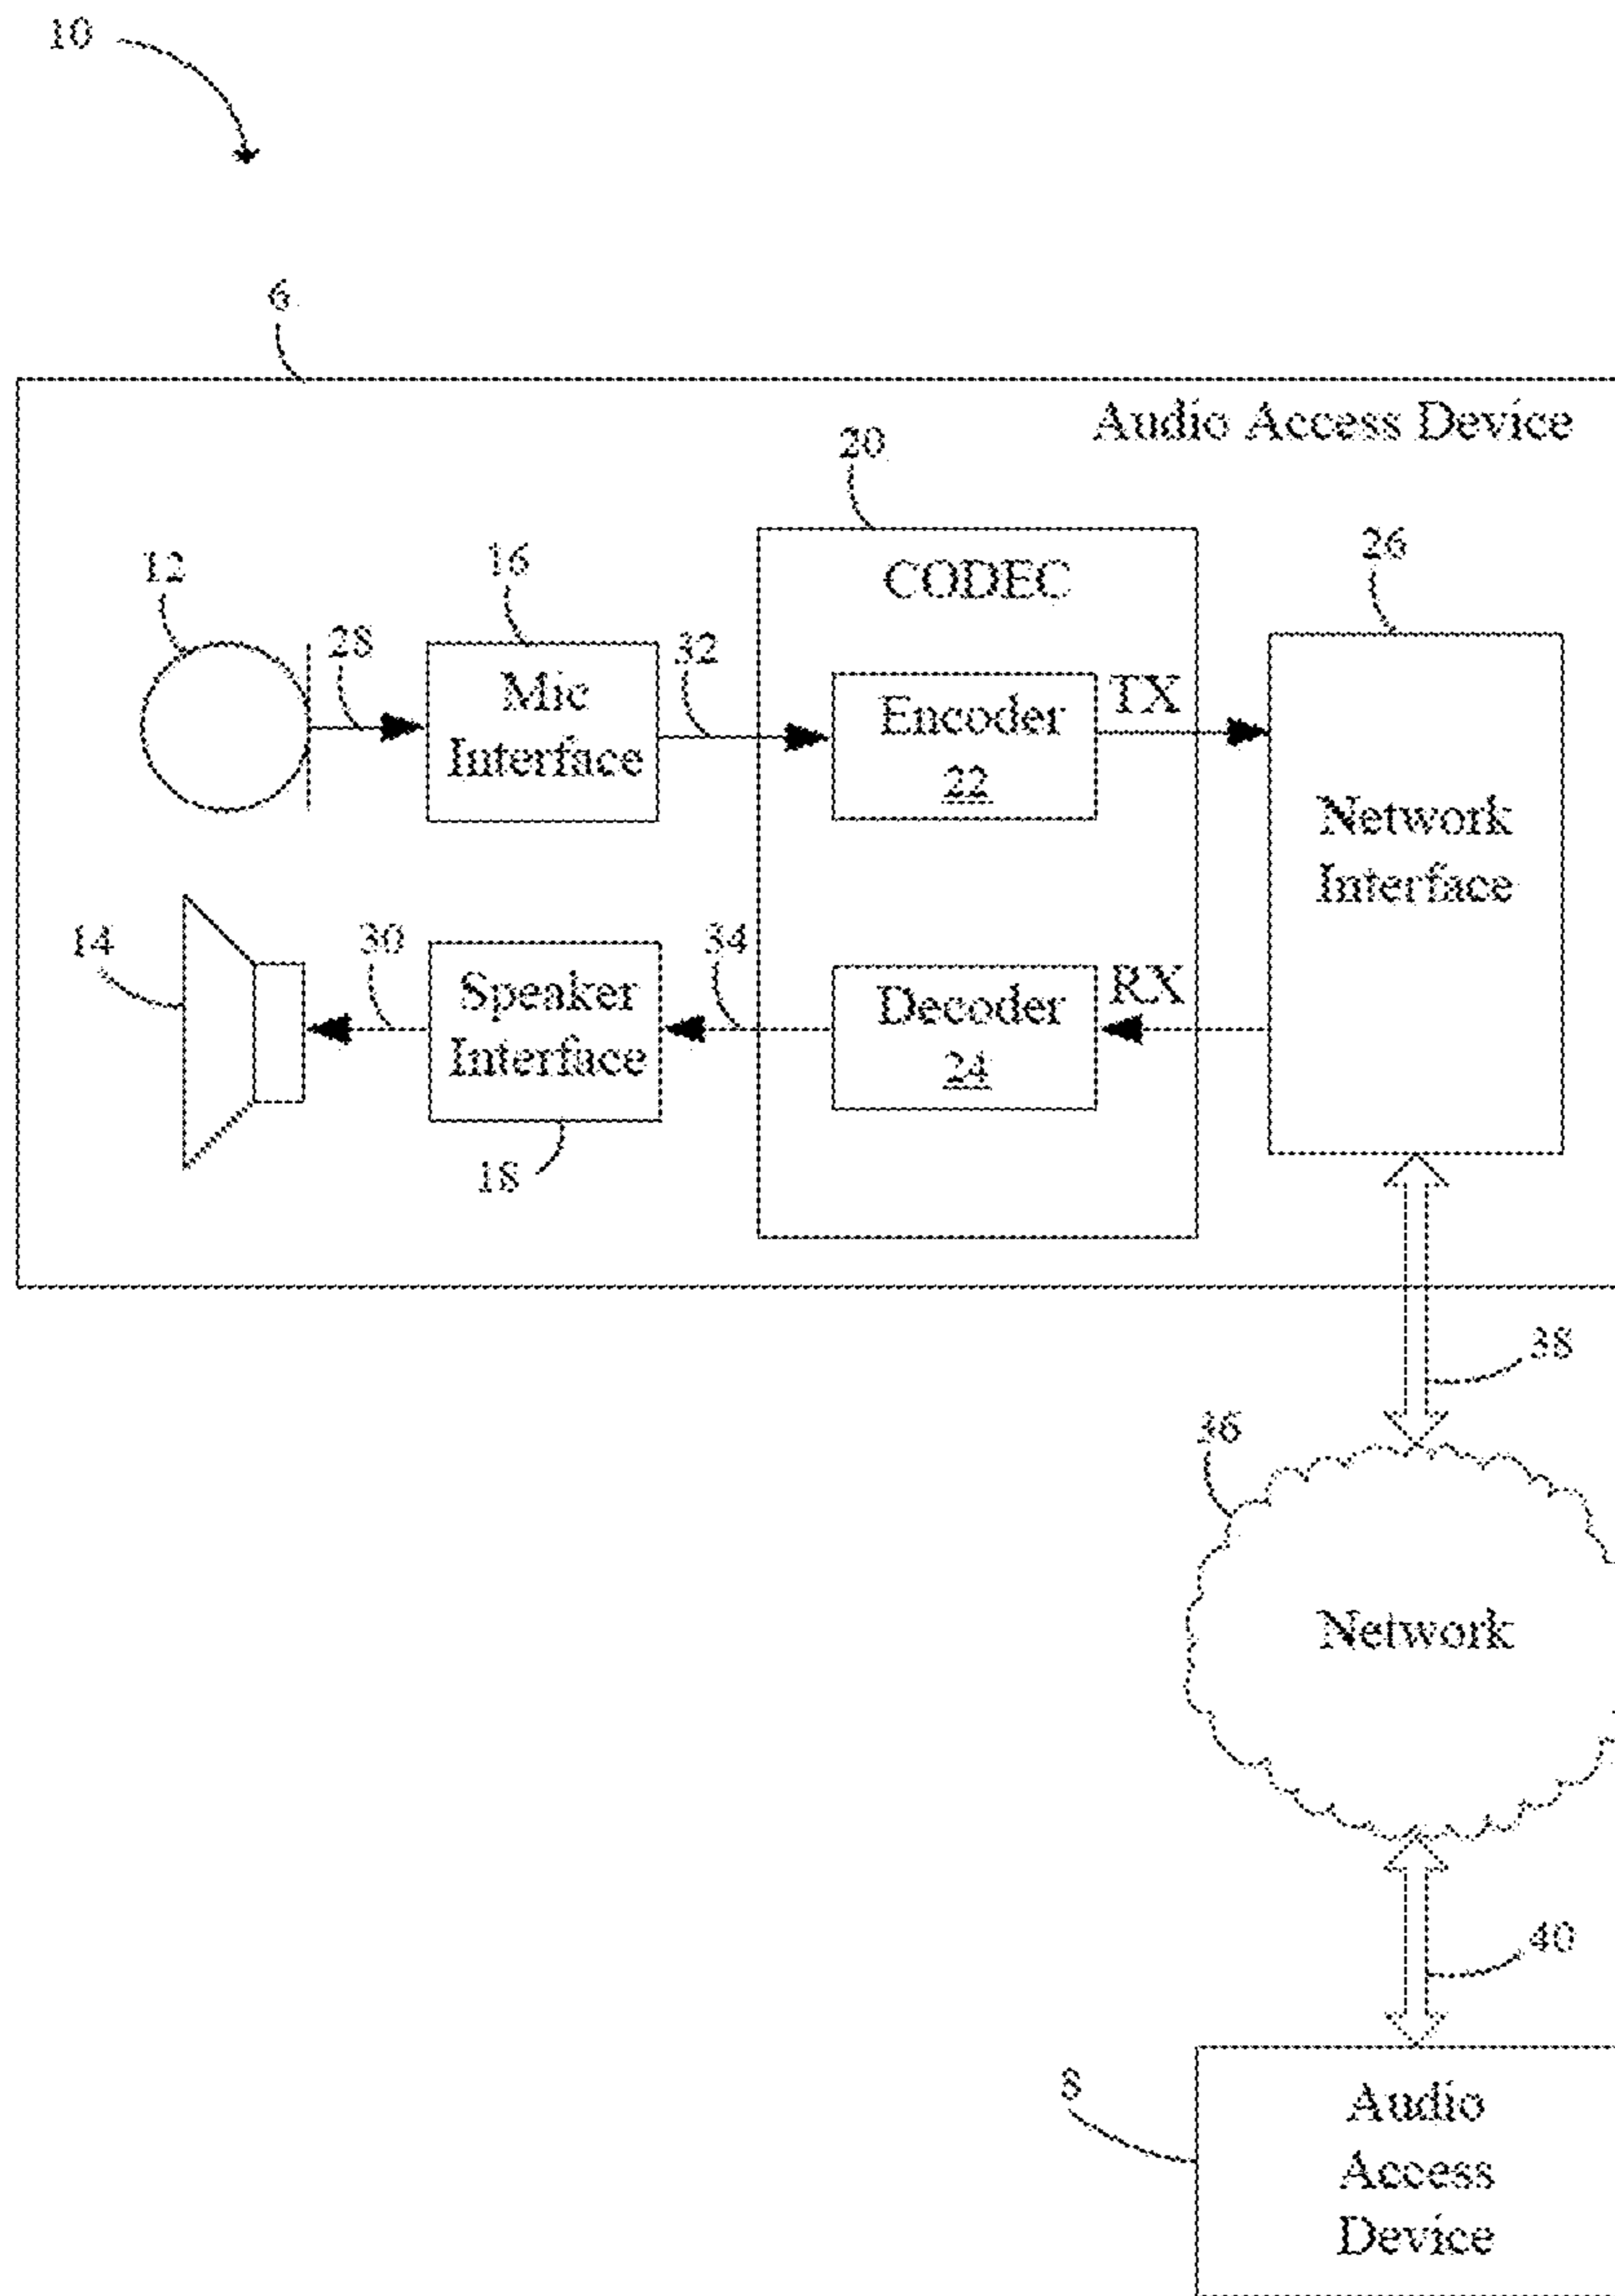 10
6
Audio Access Device
20
12
28
16
32
26
CODEC
Mic
Interface
Encoder
22
TX
Network
Interface
14
30
34
Speaker
Interface
18
Decoder
24
RX
38
36
Network
40
8
Audio
Access
Device